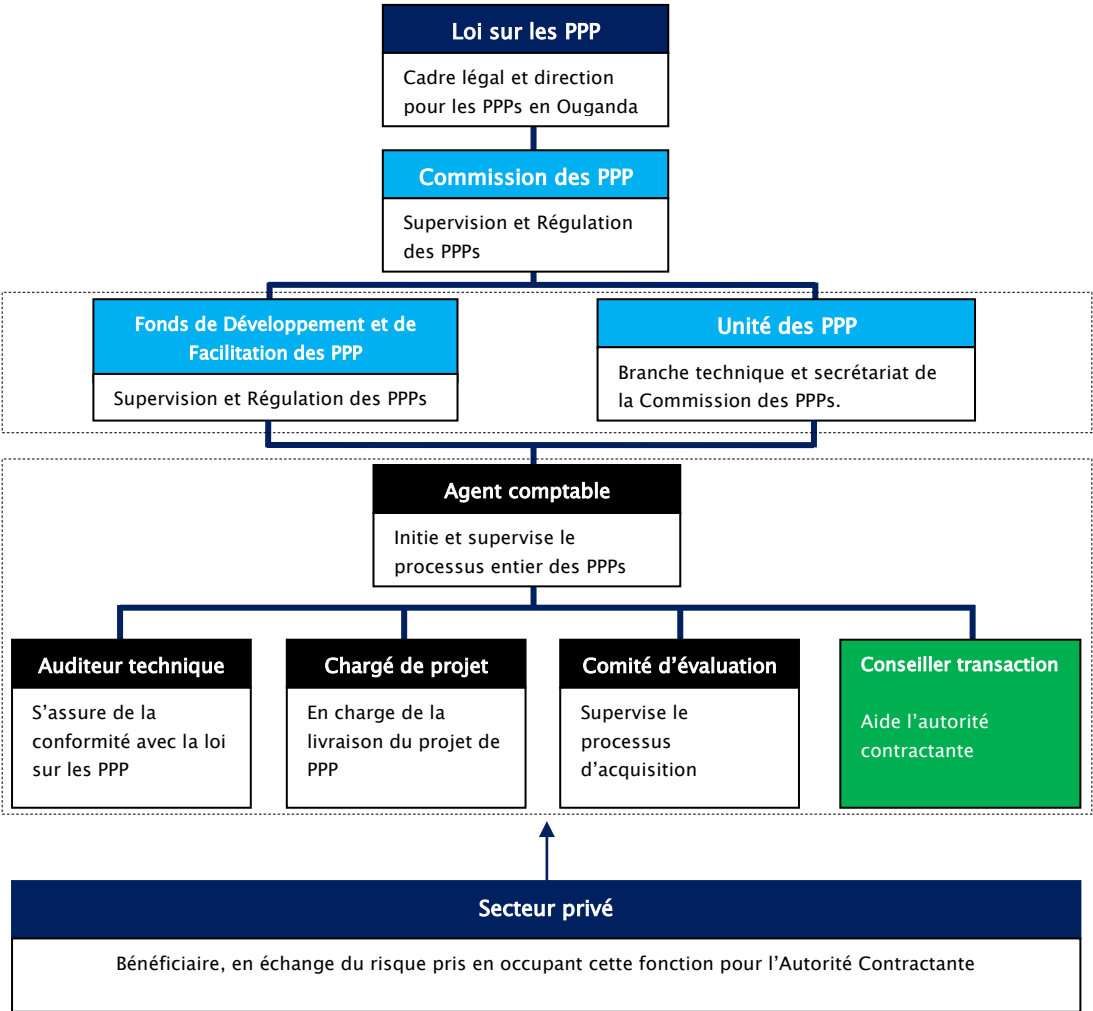 Loi sur les PPP
Cadre légal et direction
pour les PPPs en Ouganda
Commission des PPP
Supervision et Régulation
des PPPs
Fonds de Développement et de
Facilitation des PPP
Supervision et Régulation des PPPs
Unité des PPP
Branche technique et secrétariat de
la Commission des PPPs.
Agent comptable
Initie et supervise le
processus entier des PPPs
Auditeur technique
S’assure de la
conformité avec la loi
sur les PPP
Chargé de projet
En charge de la
livraison du projet de
PPP
Comité d’évaluation
Supervise le
processus
d’acquisition
Conseiller transaction
Aide l’autorité
contractante
Secteur privé
Bénéficiaire, en échange du risque pris en occupant cette fonction pour l’Autorité Contractante